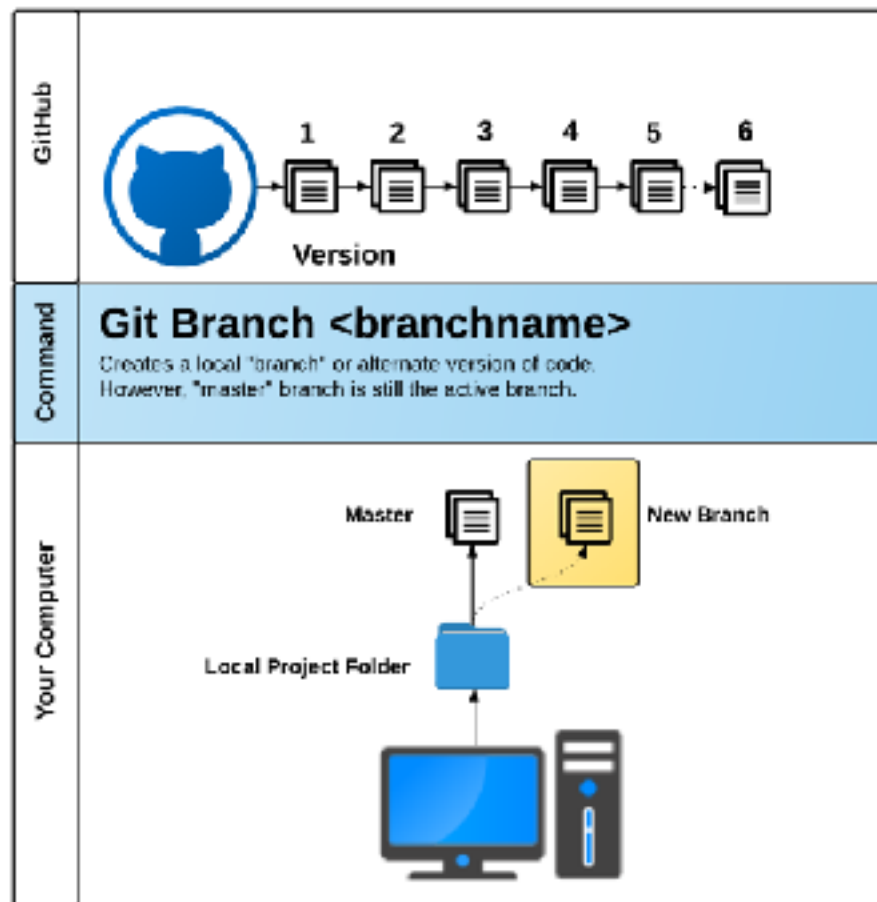 GitHub
1 2 3 4 5 6
Version
Command
Git Branch <branchname>
Creates a local "branch" or alternate version of code.
However, "master" branch is still the active branch.
Your Computer
Master
New Branch
Local Project Folder